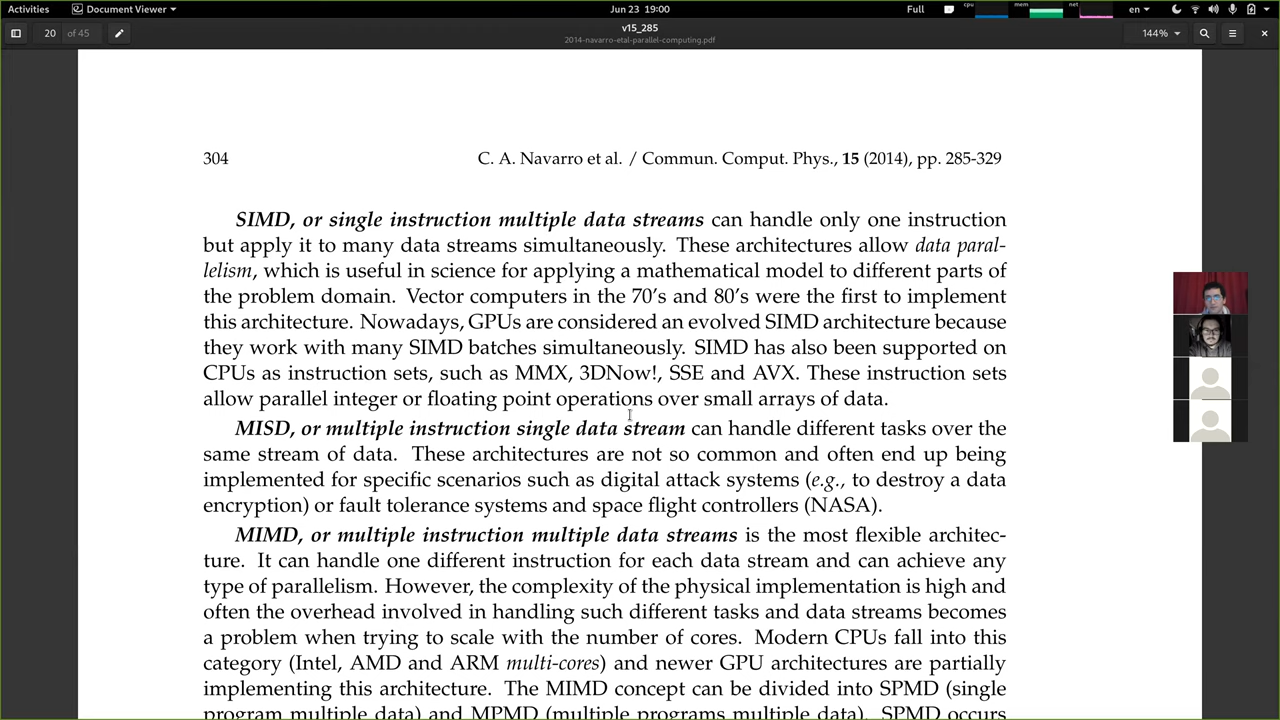 Activities
Document Viewer
Jun 23 19:00
Full
cpu
mem
net
en
20 of 45
v15_285
2014-navarro-etal-parallel-computing.pdf
144%
304
C. A. Navarro et al. / Commun. Comput. Phys., 15 (2014), pp. 285-329
SIMD, or single instruction multiple data streams can handle only one instruction
but apply it to many data streams simultaneously. These architectures allow data paral-
lelism, which is useful in science for applying a mathematical model to different parts of
the problem domain. Vector computers in the 70's and 80's were the first to implement
this architecture. Nowadays, GPUs are considered an evolved SIMD architecture because
they work with many SIMD batches simultaneously. SIMD has also been supported on
CPUs as instruction sets, such as MMX, 3DNow!, SSE and AVX. These instruction sets
allow parallel integer or floating point operations over small arrays of data.
MISD, or multiple instruction single data stream can handle different tasks over the
same stream of data. These architectures are not so common and often end up being
implemented for specific scenarios such as digital attack systems (e.g., to destroy a data
encryption) or fault tolerance systems and space flight controllers (NASA).
MIMD, or multiple instruction multiple data streams is the most flexible architec-
ture. It can handle one different instruction for each data stream and can achieve any
type of parallelism. However, the complexity of the physical implementation is high and
often the overhead involved in handling such different tasks and data streams becomes
a problem when trying to scale with the number of cores. Modern CPUs fall into this
category (Intel, AMD and ARM multi-cores) and newer GPU architectures are partially
implementing this architecture. The MIMD concept can be divided into SPMD (single
program multiple data) and MPMD (multiple programs multiple data). SPMD occurs